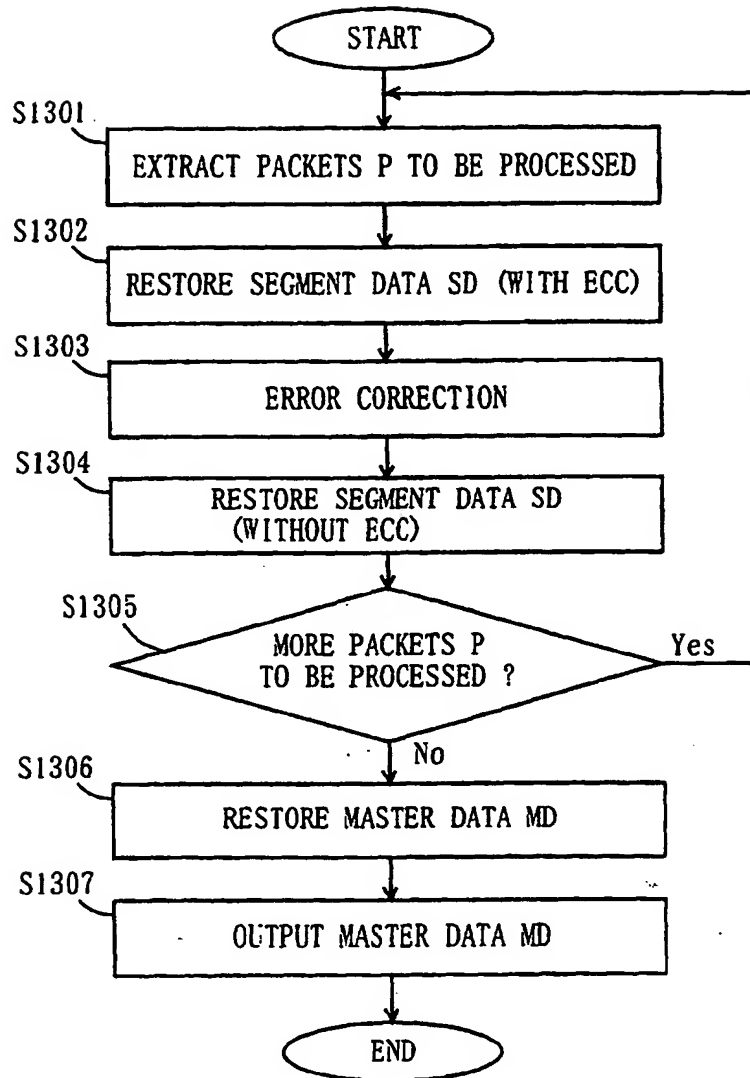 START
S1301
EXTRACT PACKETS P TO BE PROCESSED
S1302
RESTORE SEGMENT DATA SD (WITH ECC)
S1303
ERROR CORRECTION
S1304
RESTORE SEGMENT DATA SD
(WITHOUT ECC)
S1305
MORE PACKETS P
TO BE PROCESSED ?
Yes
No
S1306
RESTORE MASTER DATA MD
S1307
OUTPUT MASTER DATA MD
END